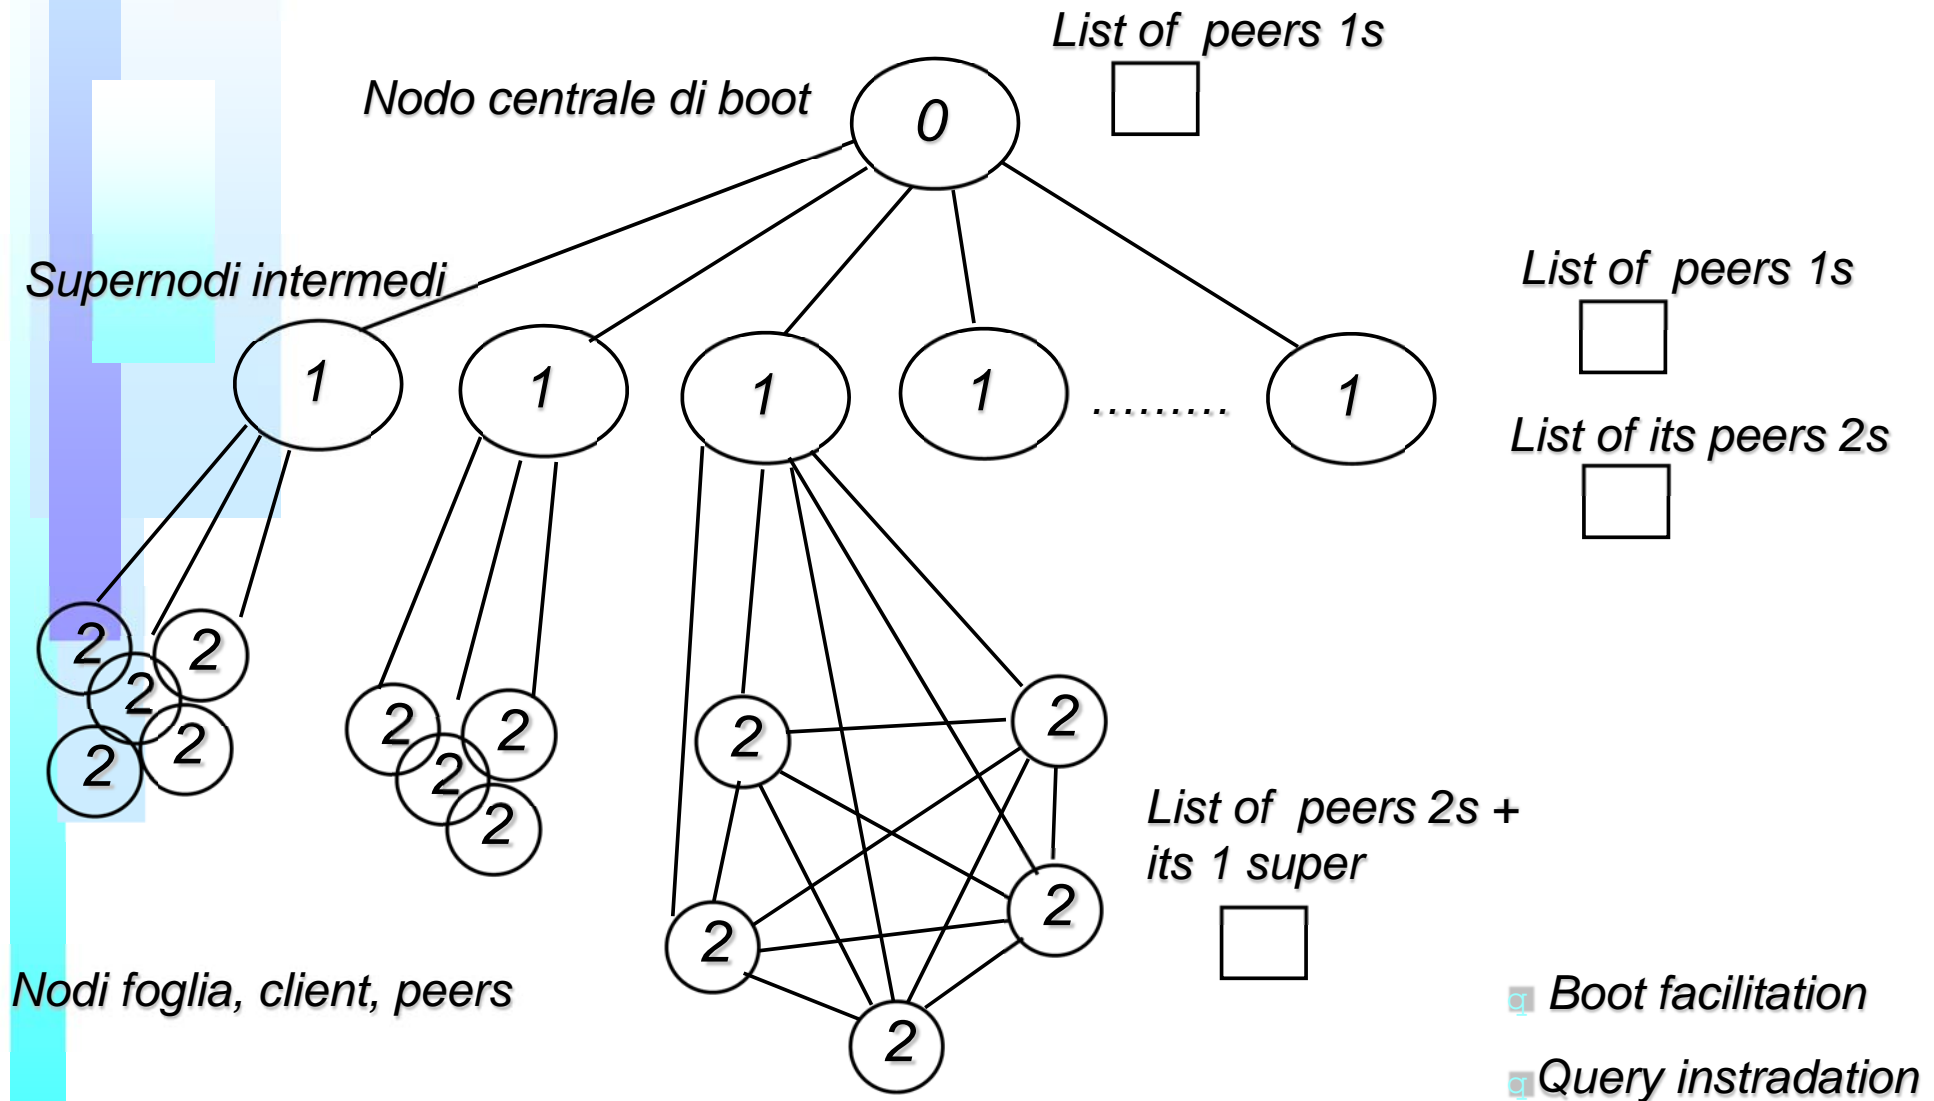 List of peers 1s
Nodo centrale di boot
0
List of peers 1s
Supernodi intermedi
1 1 1 1 ......... 1
List of its peers 2s
2 2
2
2 2
2 2
2
2
2 2
List of peers 2s +
its 1 super
2 2
2
Nodi foglia, client, peers
q Boot facilitation
q Query instradation